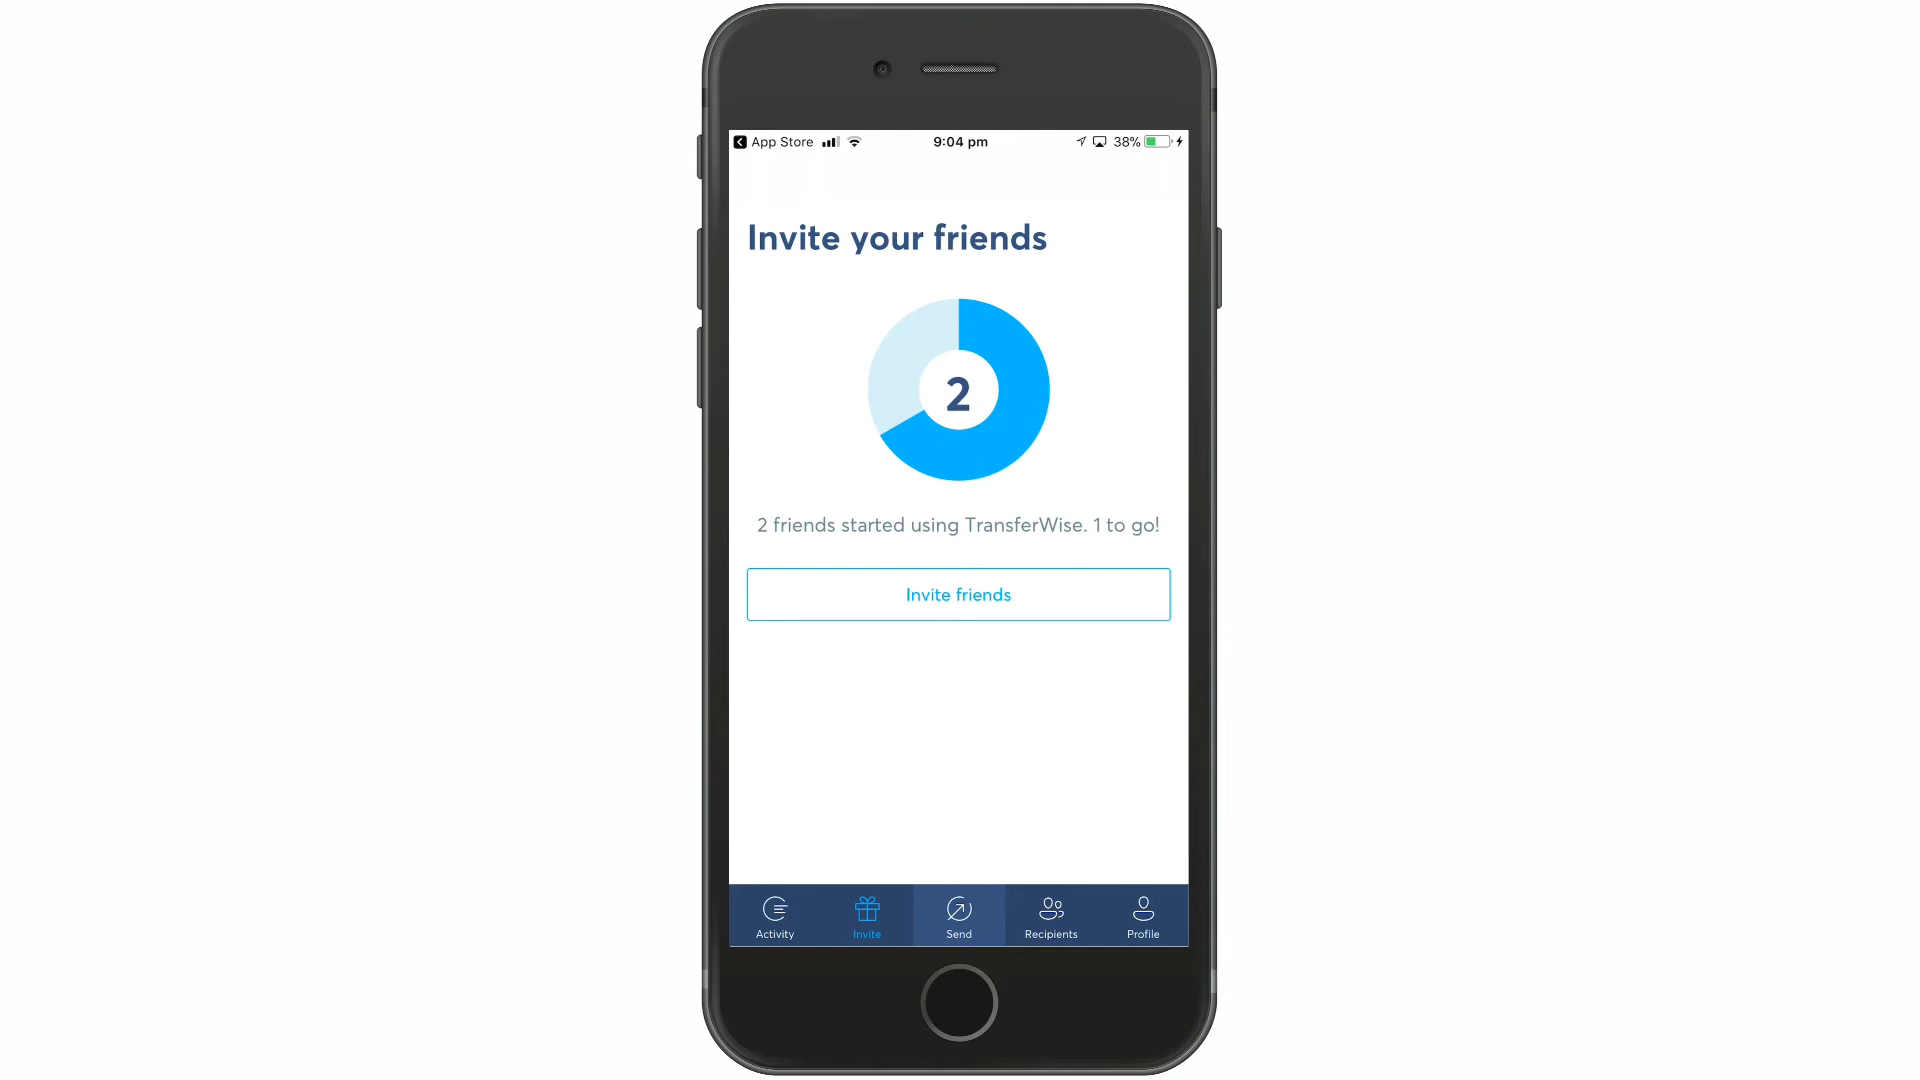 App Store 9:04 pm 38%
Invite your friends
2
2 friends started using TransferWise. 1 to go!
Invite friends
Activity Invite Send Recipients Profile